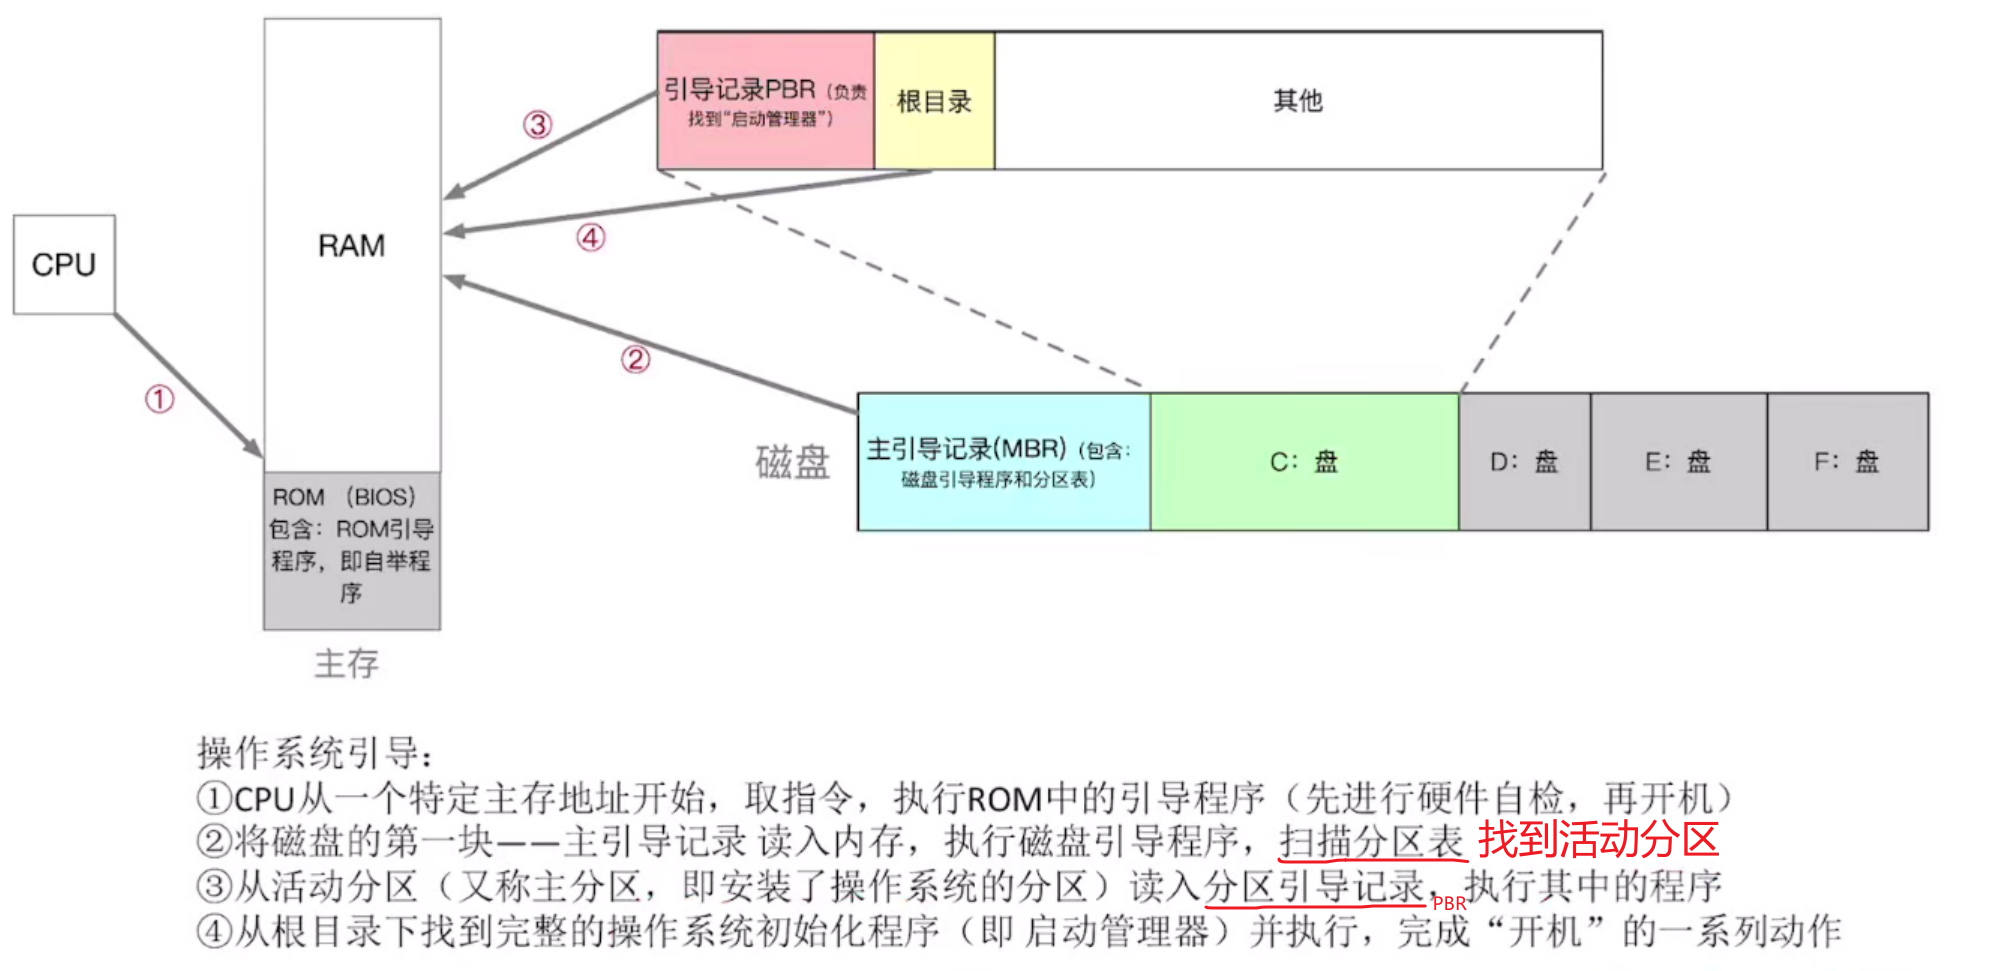 引导记录PBR（负责
找到“启动管理器”）
根目录
其他
③
RAM
④
CPU
②
①
磁盘
主引导记录(MBR)（包含：
磁盘引导程序和分区表）
C：盘
D：盘
E：盘
F：盘
ROM （BIOS）
包含：ROM引导
程序，即自举程
序
主存
操作系统引导：
①CPU从一个特定主存地址开始，取指令，执行ROM中的引导程序（先进行硬件自检，再开机）
②将磁盘的第一块——主引导记录 读入内存，执行磁盘引导程序，扫描分区表 找到活动分区
③从活动分区（又称主分区，即安装了操作系统的分区）读入分区引导记录，执行其中的程序
PBR
④从根目录下找到完整的操作系统初始化程序（即 启动管理器）并执行，完成“开机”的一系列动作